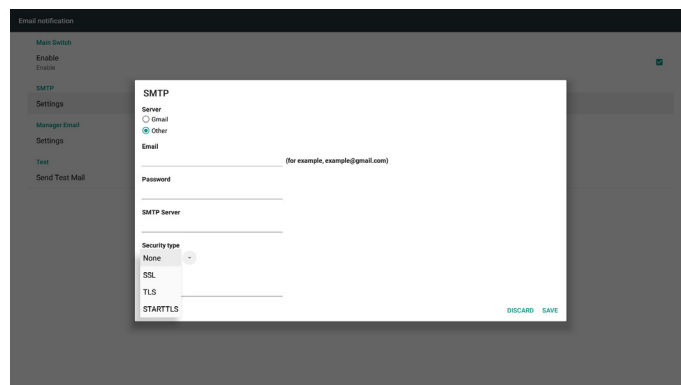 Email notification
Main Switch
Enable
Enable
SMTP
Settings
Manager Email
Settings
Test
Send Test Mail
SMTP
Server
Gmail
Other
Email
(for example, example@gmail.com)
Password
SMTP Server
Security type
None
SSL
TLS
STARTTLS
DISCARD SAVE